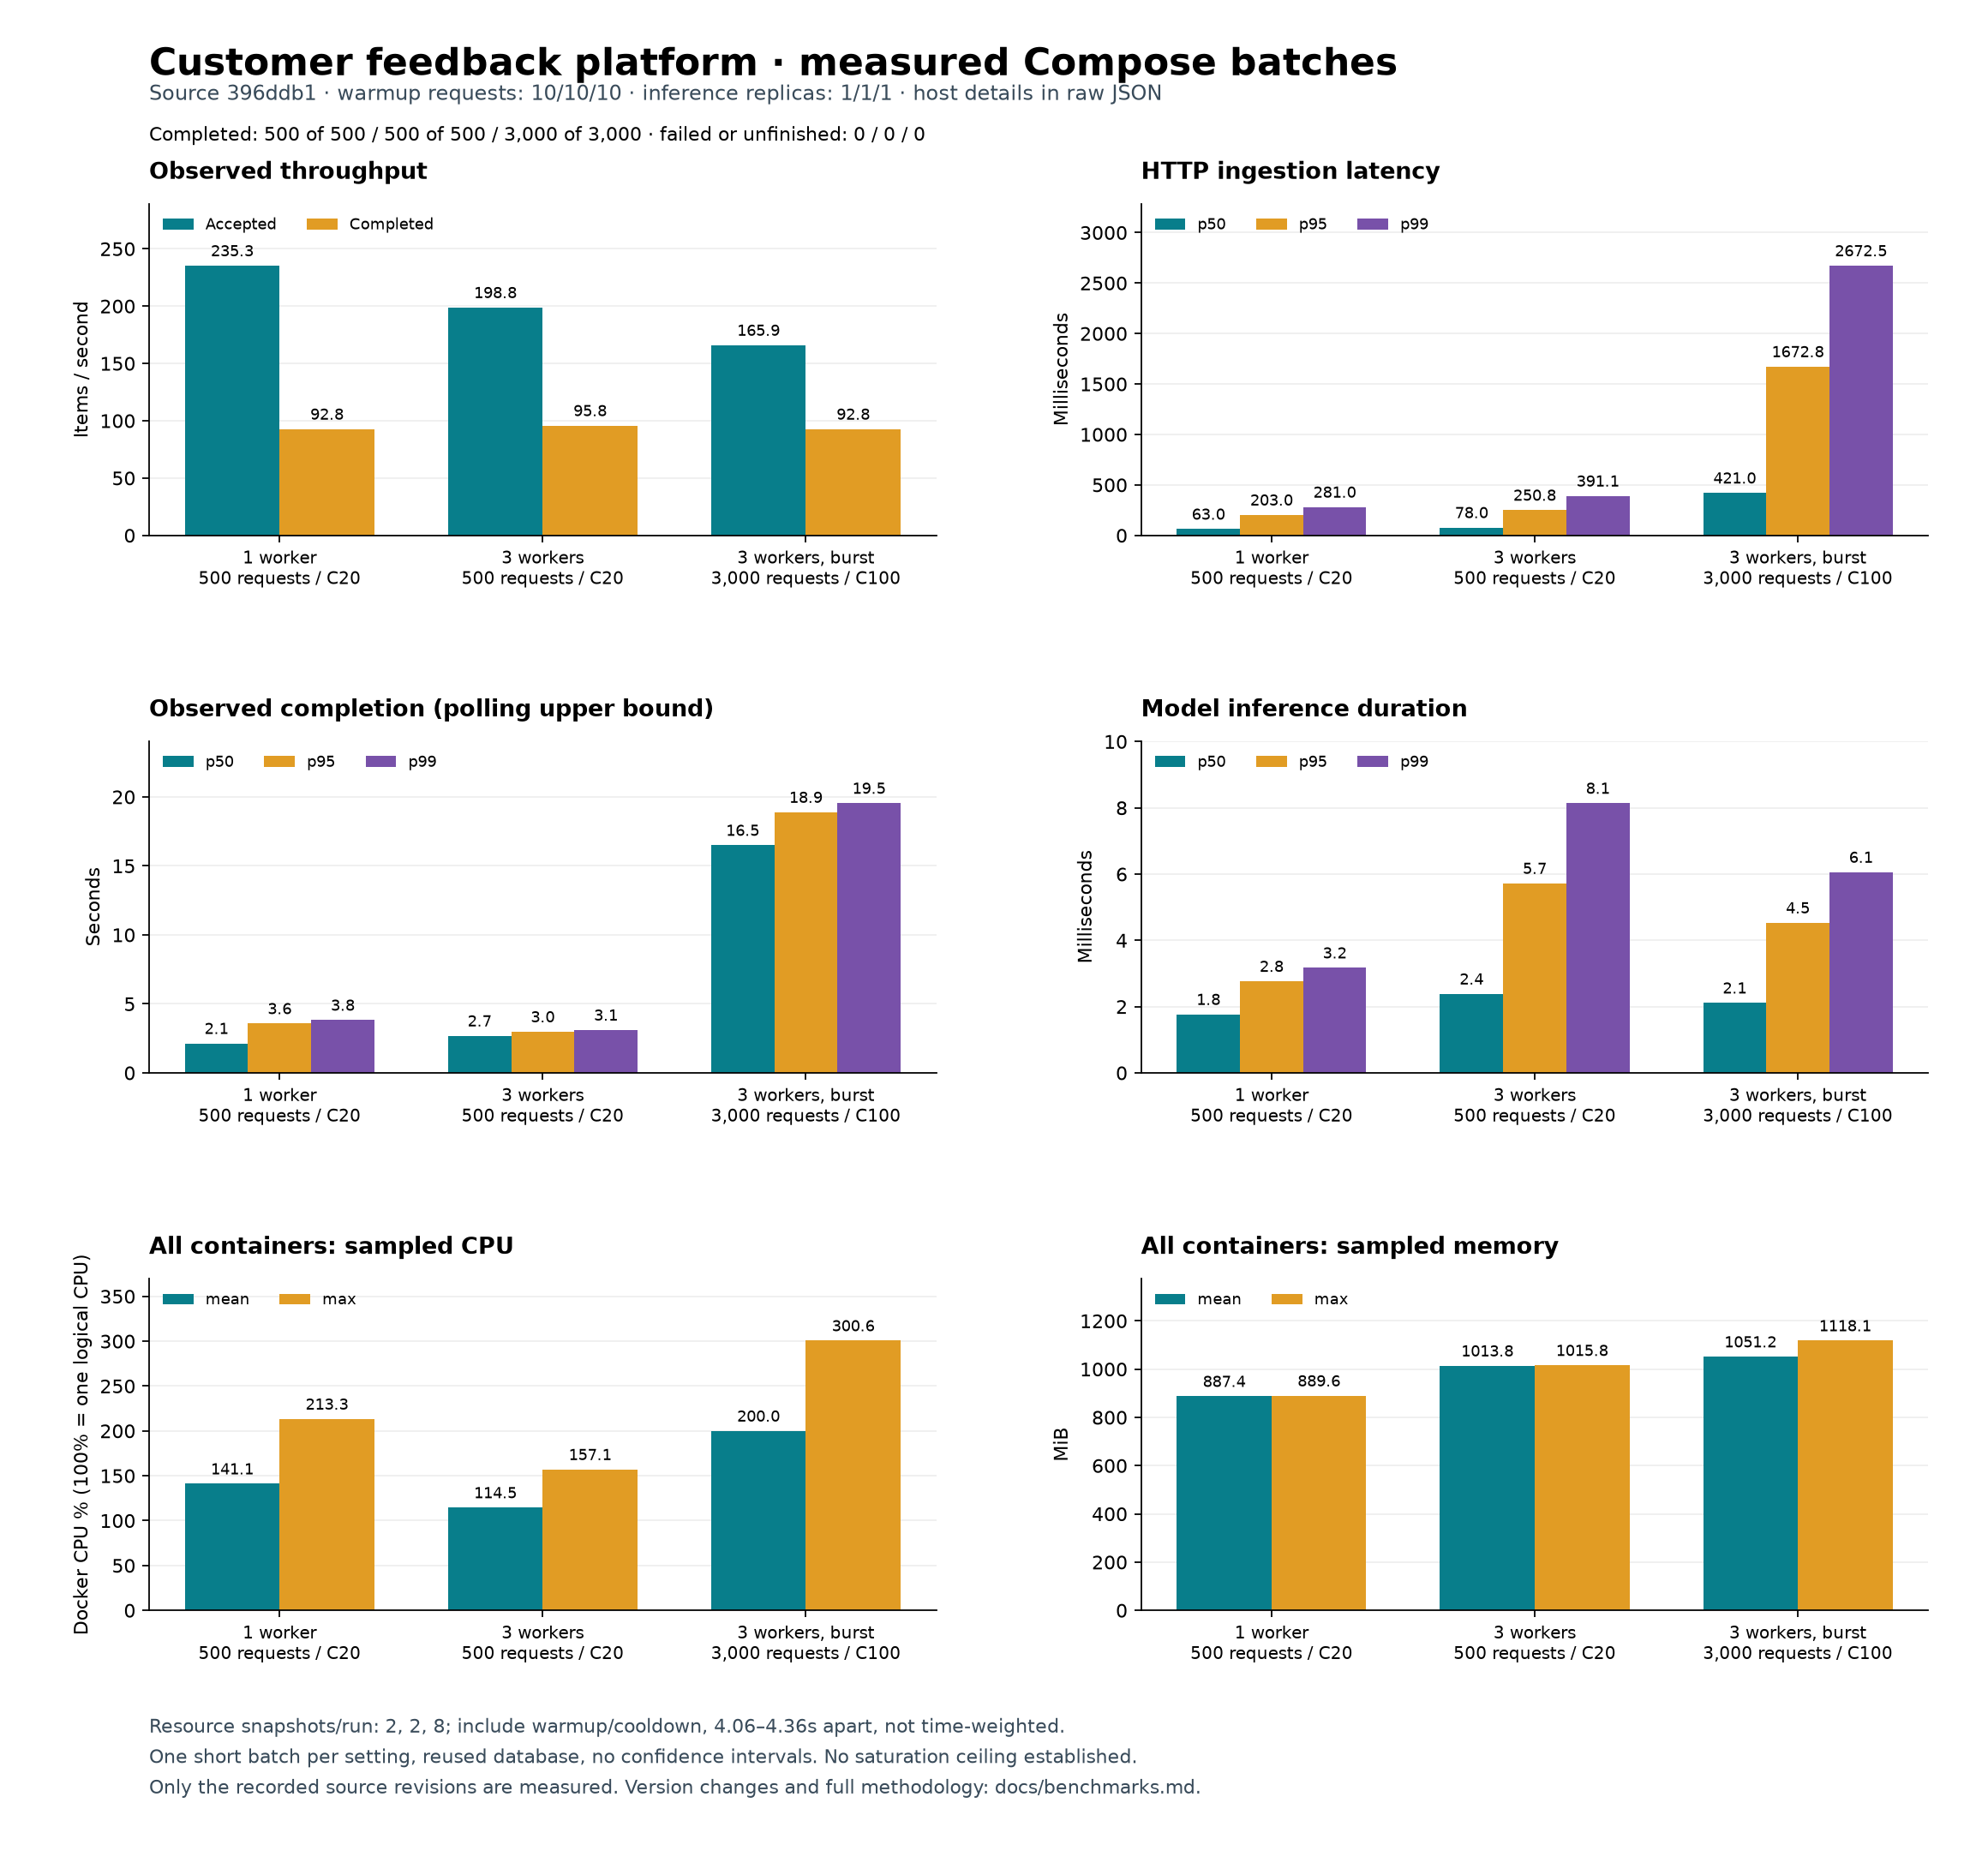 Customer feedback platform · measured Compose batches
Source 396ddb1 · warmup requests: 10/10/10 · inference replicas: 1/1/1 · host details in raw JSON
Completed: 500 of 500 / 500 of 500 / 3,000 of 3,000 · failed or unfinished: 0 / 0 / 0
Observed throughput
Accepted Completed
Items / second
250
200
150
100
50
0
235.3
92.8
198.8
95.8
165.9
92.8
1 worker
500 requests / C20
3 workers
500 requests / C20
3 workers, burst
3,000 requests / C100
HTTP ingestion latency
p50 p95 p99
Milliseconds
3000
2500
2000
1500
1000
500
0
63.0
203.0
281.0
78.0
250.8
391.1
421.0
1672.8
2672.5
1 worker
500 requests / C20
3 workers
500 requests / C20
3 workers, burst
3,000 requests / C100
Observed completion (polling upper bound)
p50 p95 p99
Seconds
20
15
10
5
0
2.1
3.6
3.8
2.7
3.0
3.1
16.5
18.9
19.5
1 worker
500 requests / C20
3 workers
500 requests / C20
3 workers, burst
3,000 requests / C100
Model inference duration
p50 p95 p99
Milliseconds
10
8
6
4
2
0
1.8
2.8
3.2
2.4
5.7
8.1
2.1
4.5
6.1
1 worker
500 requests / C20
3 workers
500 requests / C20
3 workers, burst
3,000 requests / C100
All containers: sampled CPU
mean max
Docker CPU % (100% = one logical CPU)
350
300
250
200
150
100
50
0
141.1
213.3
114.5
157.1
200.0
300.6
1 worker
500 requests / C20
3 workers
500 requests / C20
3 workers, burst
3,000 requests / C100
All containers: sampled memory
mean max
MiB
1200
1000
800
600
400
200
0
887.4
889.6
1013.8
1015.8
1051.2
1118.1
1 worker
500 requests / C20
3 workers
500 requests / C20
3 workers, burst
3,000 requests / C100
Resource snapshots/run: 2, 2, 8; include warmup/cooldown, 4.06–4.36s apart, not time-weighted.
One short batch per setting, reused database, no confidence intervals. No saturation ceiling established.
Only the recorded source revisions are measured. Version changes and full methodology: docs/benchmarks.md.